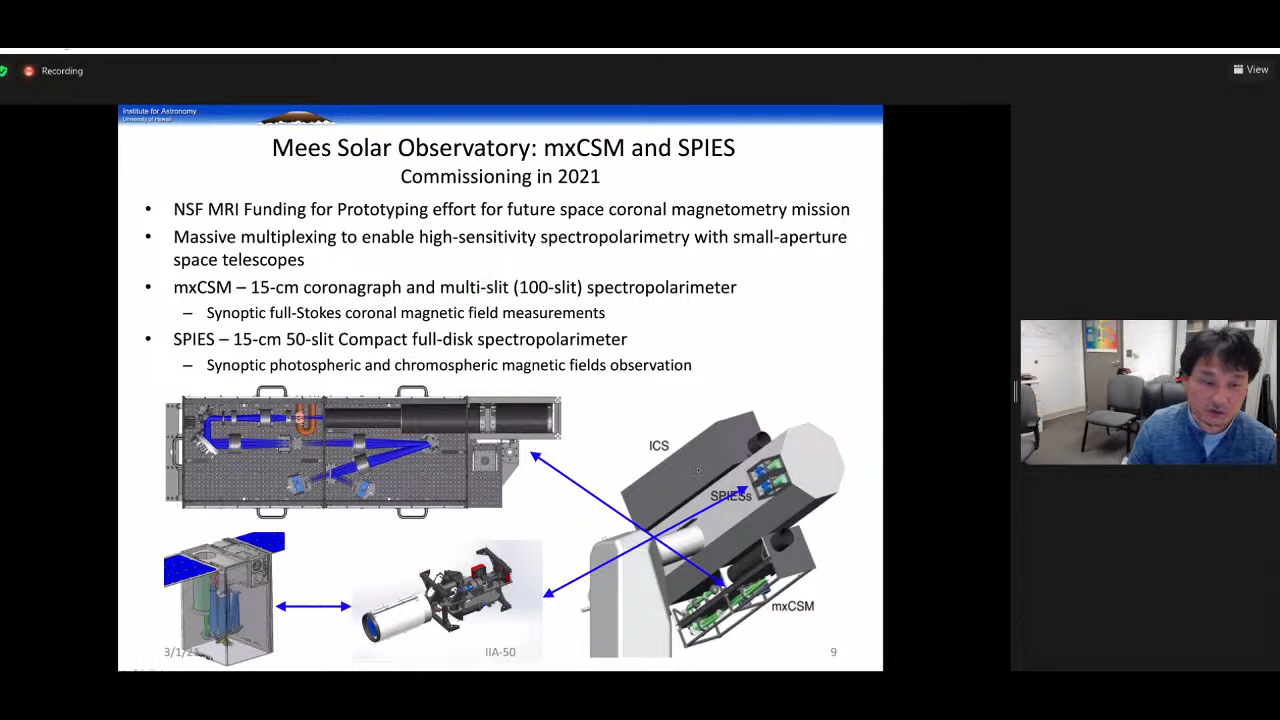 Recording
View
Institute for Astronomy
University of Hawaii
Mees Solar Observatory: mxCSM and SPIES
Commissioning in 2021
• NSF MRI Funding for Prototyping effort for future space coronal magnetometry mission
• Massive multiplexing to enable high-sensitivity spectropolarimetry with small-aperture
space telescopes
• mxCSM – 15-cm coronagraph and multi-slit (100-slit) spectropolarimeter
– Synoptic full-Stokes coronal magnetic field measurements
• SPIES – 15-cm 50-slit Compact full-disk spectropolarimeter
– Synoptic photospheric and chromospheric magnetic fields observation
ICS
SPIESs
mxCSM
3/1/21
IIA-50
9